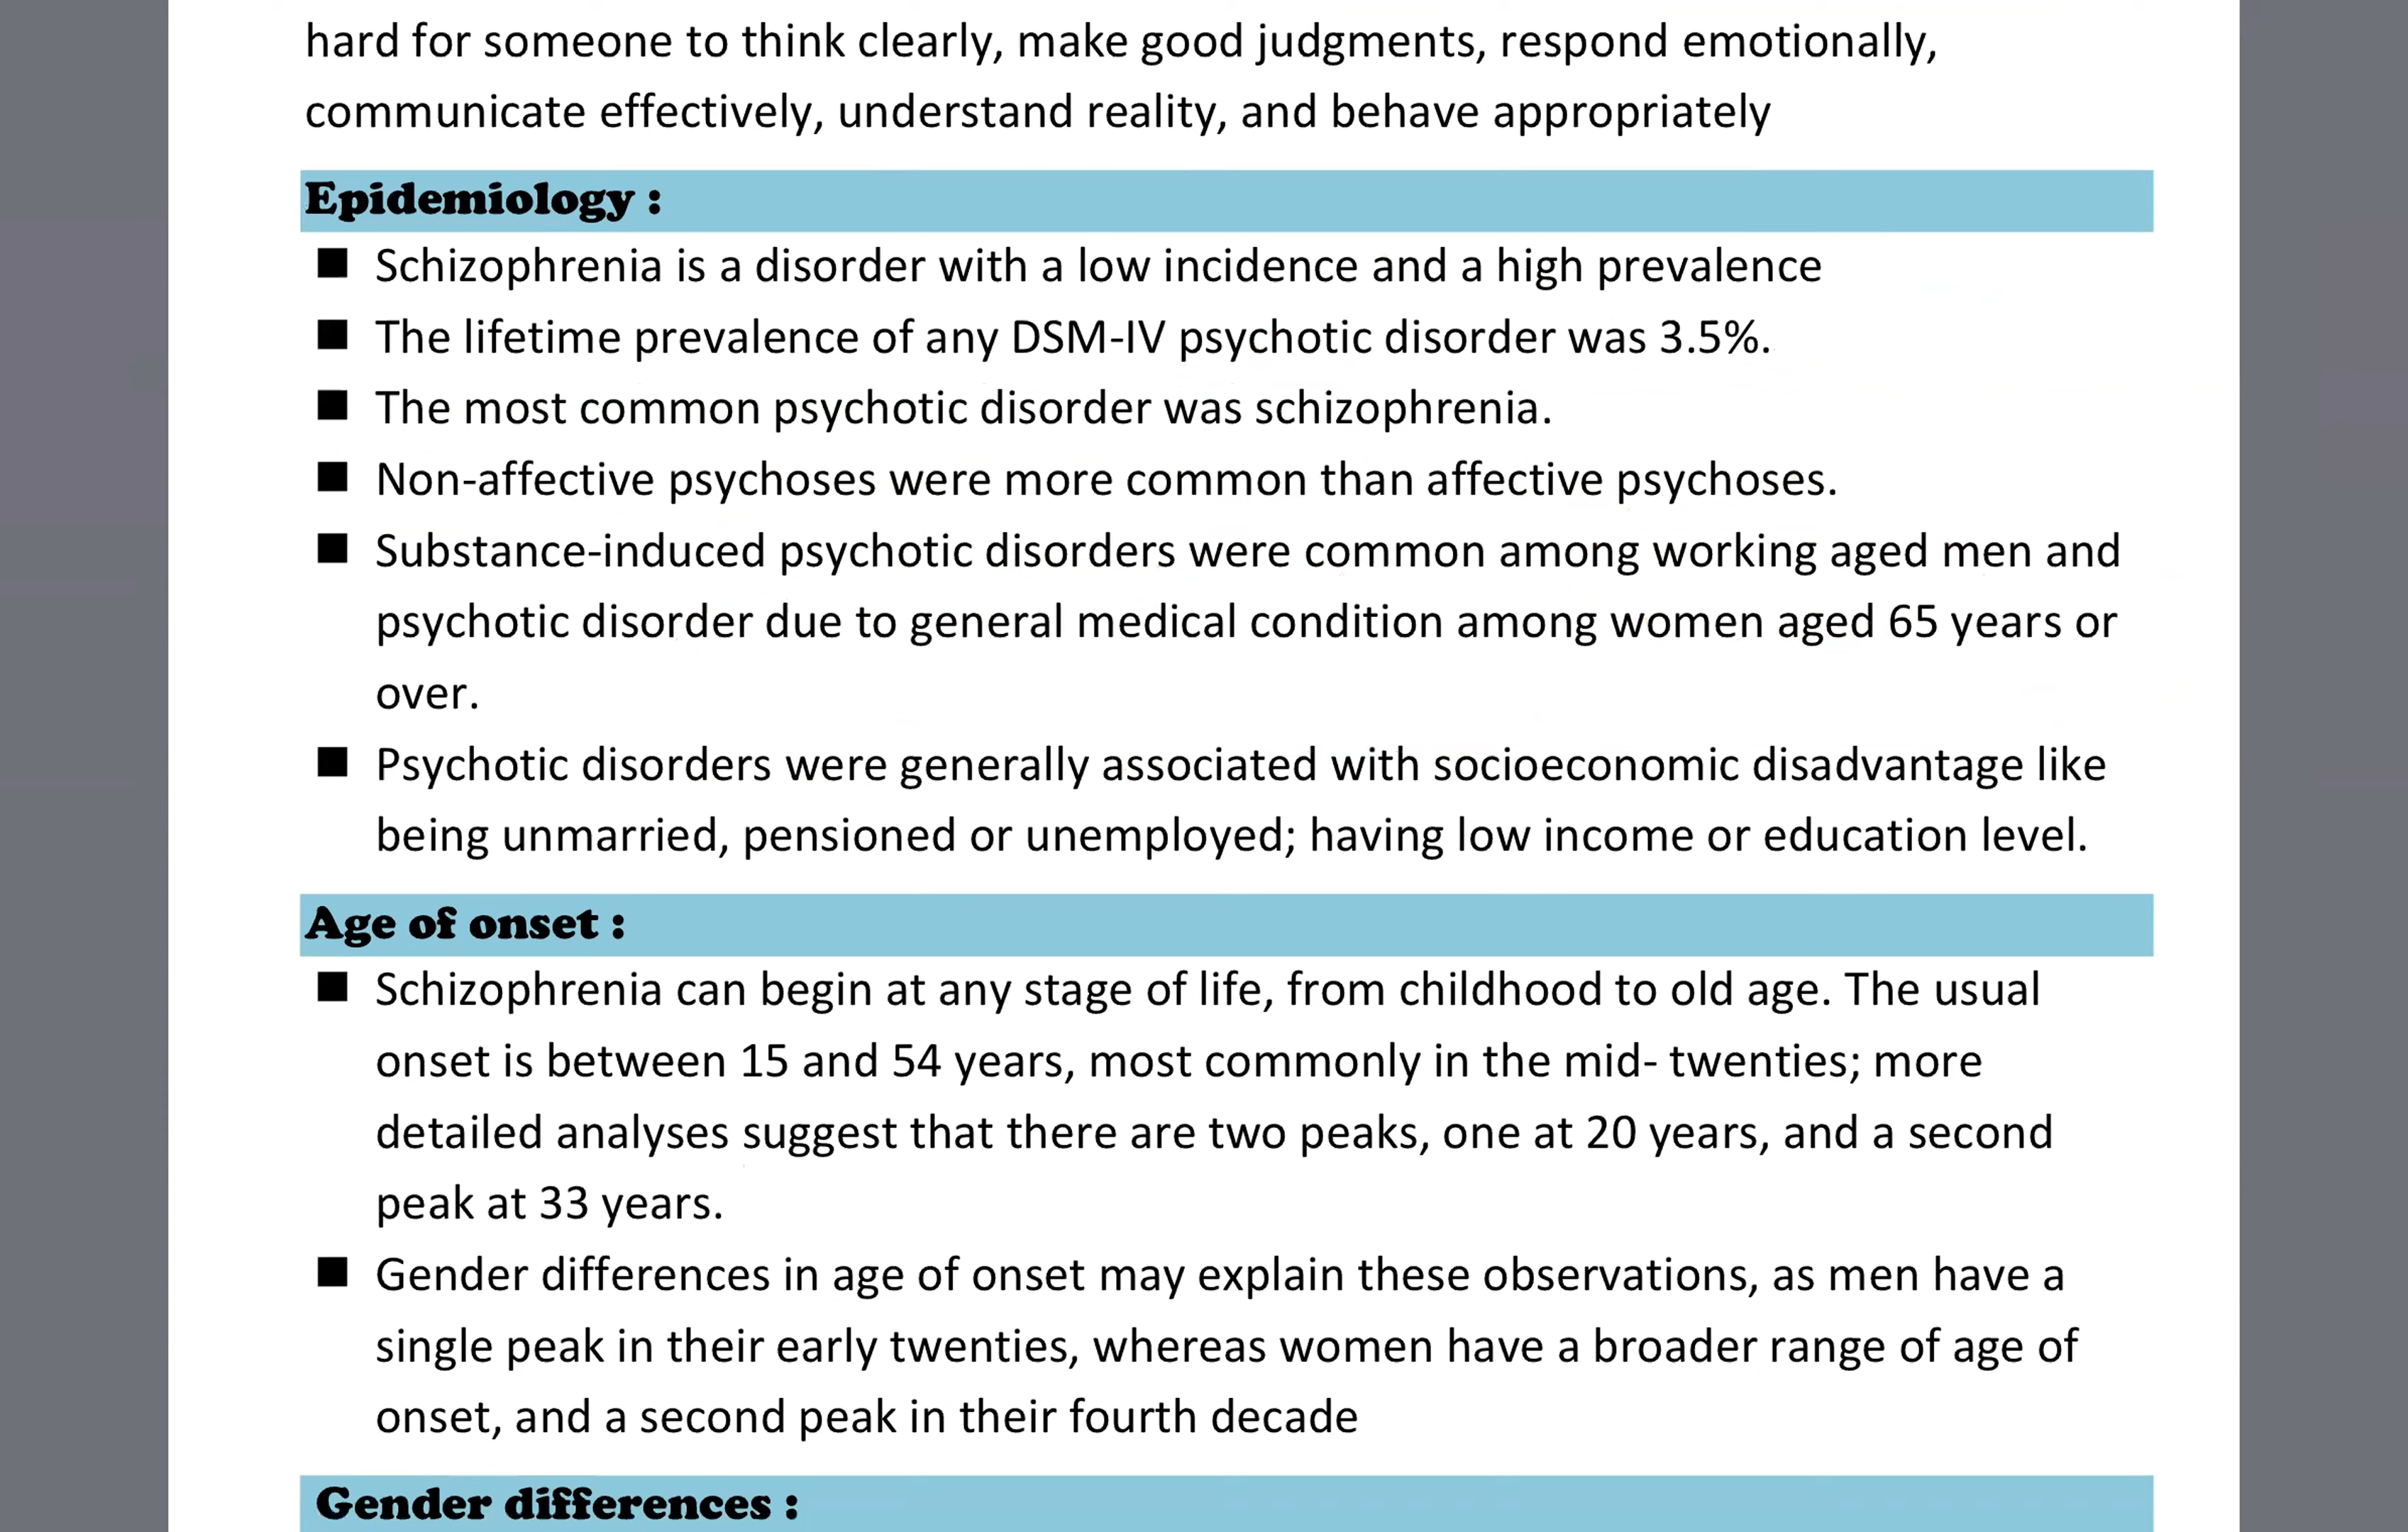 hard for someone to think clearly, make good judgments, respond emotionally,
communicate effectively, understand reality, and behave appropriately
Epidemiology :
■ Schizophrenia is a disorder with a low incidence and a high prevalence
■ The lifetime prevalence of any DSM-IV psychotic disorder was 3.5%.
■ The most common psychotic disorder was schizophrenia.
■ Non-affective psychoses were more common than affective psychoses.
■ Substance-induced psychotic disorders were common among working aged men and
psychotic disorder due to general medical condition among women aged 65 years or
over.
■ Psychotic disorders were generally associated with socioeconomic disadvantage like
being unmarried, pensioned or unemployed; having low income or education level.
Age of onset :
■ Schizophrenia can begin at any stage of life, from childhood to old age. The usual
onset is between 15 and 54 years, most commonly in the mid- twenties; more
detailed analyses suggest that there are two peaks, one at 20 years, and a second
peak at 33 years.
■ Gender differences in age of onset may explain these observations, as men have a
single peak in their early twenties, whereas women have a broader range of age of
onset, and a second peak in their fourth decade
Gender differences :